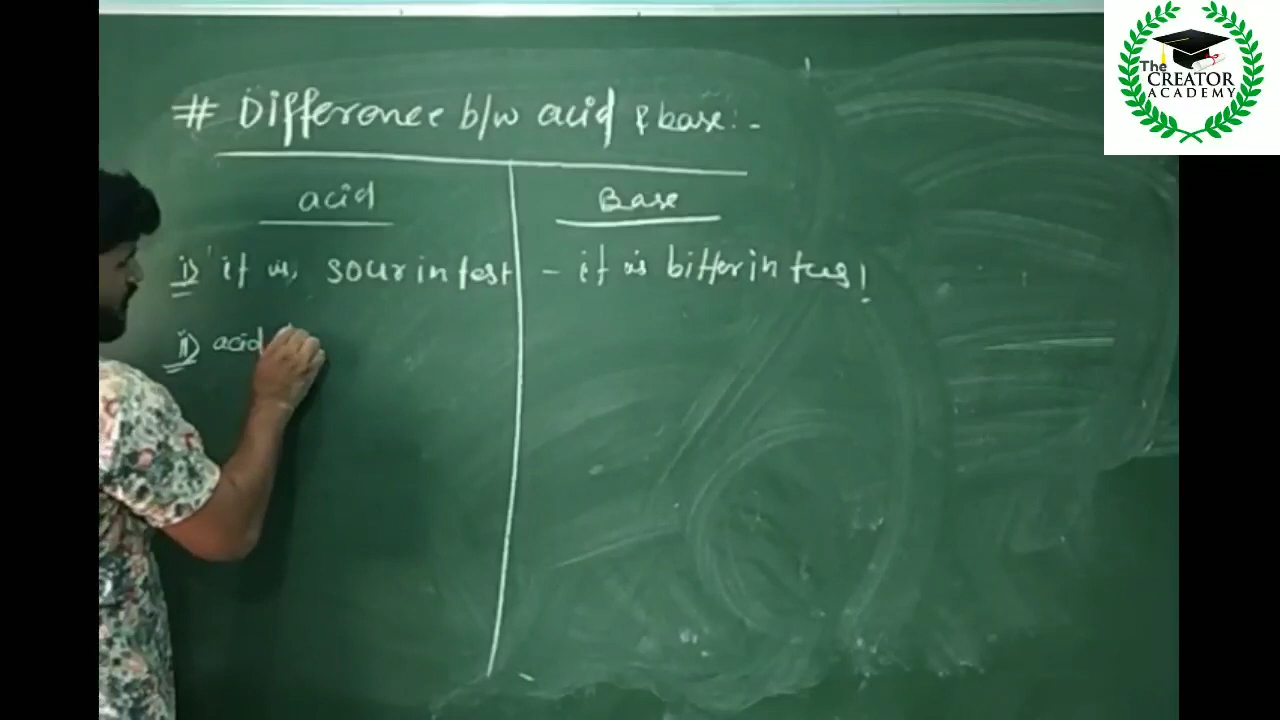 The
CREATOR
ACADEMY
# Difference b/w acid & base:-
acid
Base
i) it is, sour in test
- it is bitter in
ii) acid